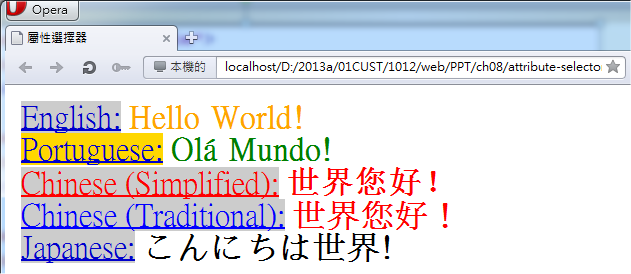 Opera
屬性選擇器
本機的 localhost/D:/2013a/01CUST/1012/web/PPT/ch08/attribute-selecto
English: Hello World!
Portuguese: Olá Mundo!
Chinese (Simplified): 世界您好!
Chinese (Traditional): 世界您好！
Japanese: こんにちは世界!